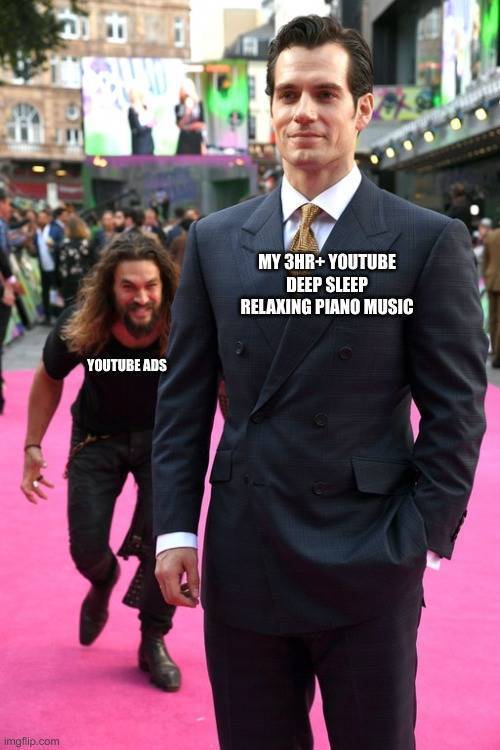 MY 3HR+ YOUTUBE
DEEP SLEEP
RELAXING PIANO MUSIC
YOUTUBE ADS
imgflip.com